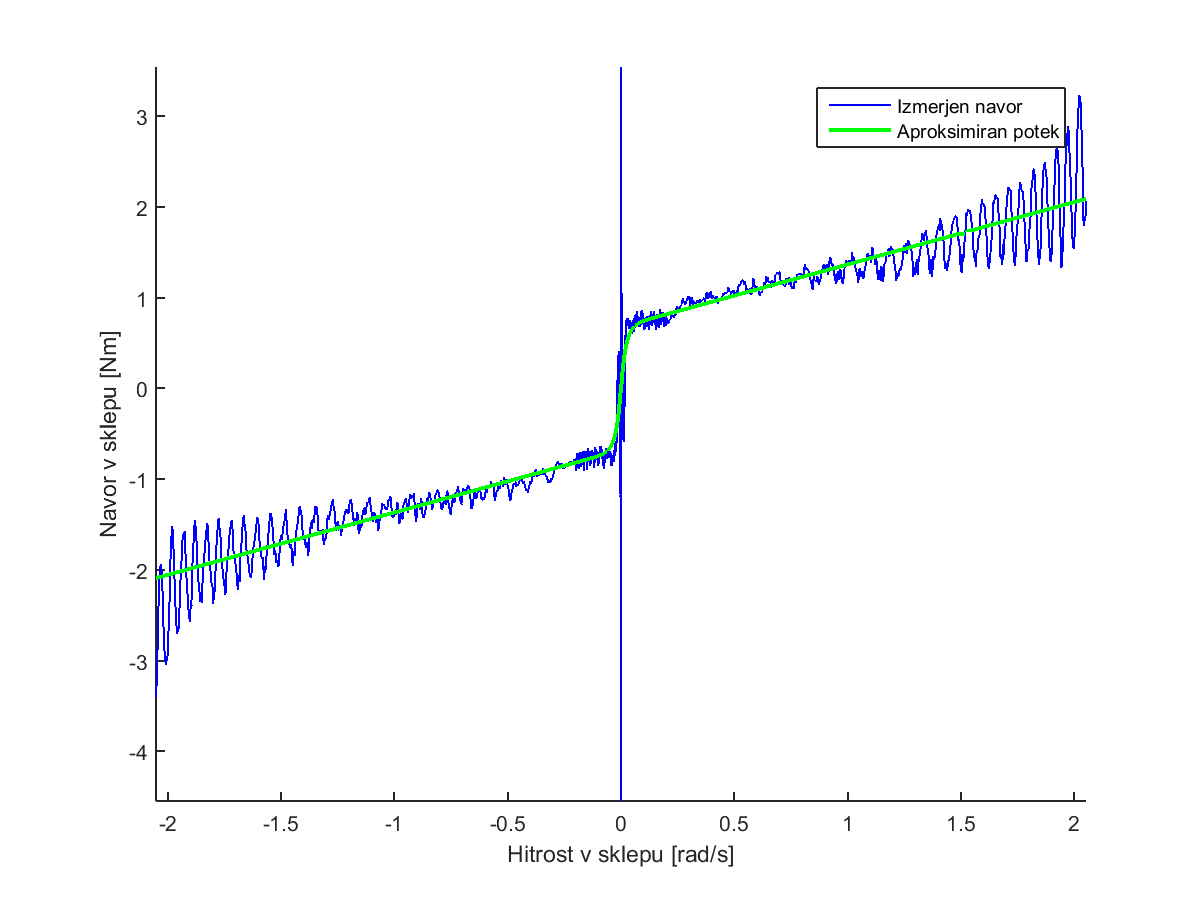 Izmerjen navor
Aproksimiran potek
3
2
1
0
-1
-2
-3
-4
Navor v sklepu [Nm]
-2 -1.5 -1 -0.5 0 0.5 1 1.5 2
Hitrost v sklepu [rad/s]